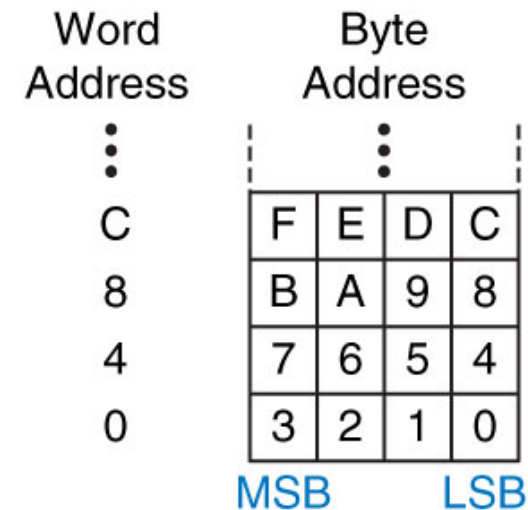 Word Address Byte Address
C F E D C
8 B A 9 8
4 7 6 5 4
0 3 2 1 0
MSB LSB